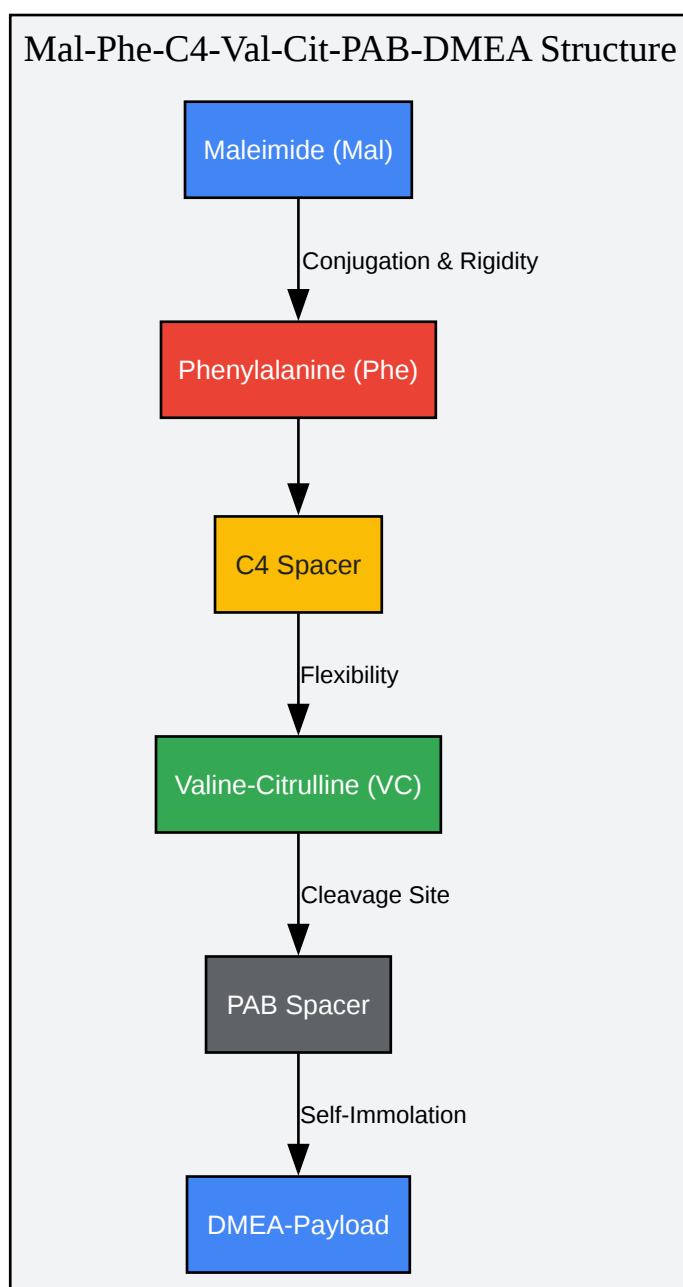 Mal-Phe-C4-Val-Cit-PAB-DMEA Structure
Maleimide (Mal)
Conjugation & Rigidity
Phenylalanine (Phe)
C4 Spacer
Flexibility
Valine-Citrulline (VC)
Cleavage Site
PAB Spacer
Self-Immolation
DMEA-Payload